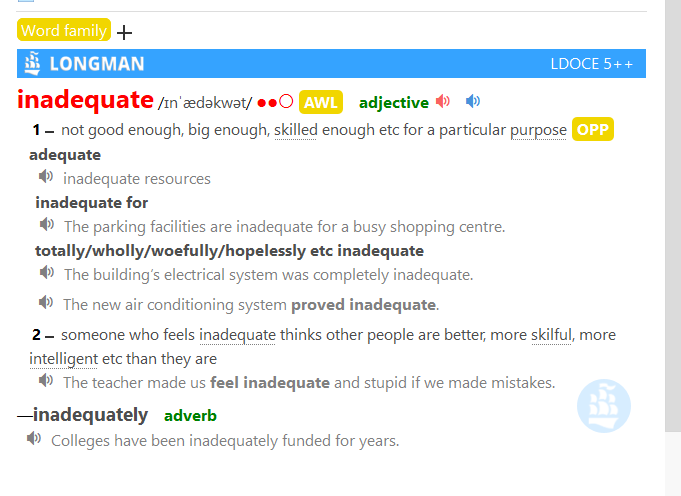 Word family +
LONGMAN LDOCE 5++
inadequate /ɪnˈædəkwət/ ●●○ AWL adjective
1 – not good enough, big enough, skilled enough etc for a particular purpose OPP
adequate
inadequate resources
inadequate for
The parking facilities are inadequate for a busy shopping centre.
totally/wholly/woefully/hopelessly etc inadequate
The building’s electrical system was completely inadequate.
The new air conditioning system proved inadequate.
2 – someone who feels inadequate thinks other people are better, more skilful, more
intelligent etc than they are
The teacher made us feel inadequate and stupid if we made mistakes.
—inadequately adverb
Colleges have been inadequately funded for years.